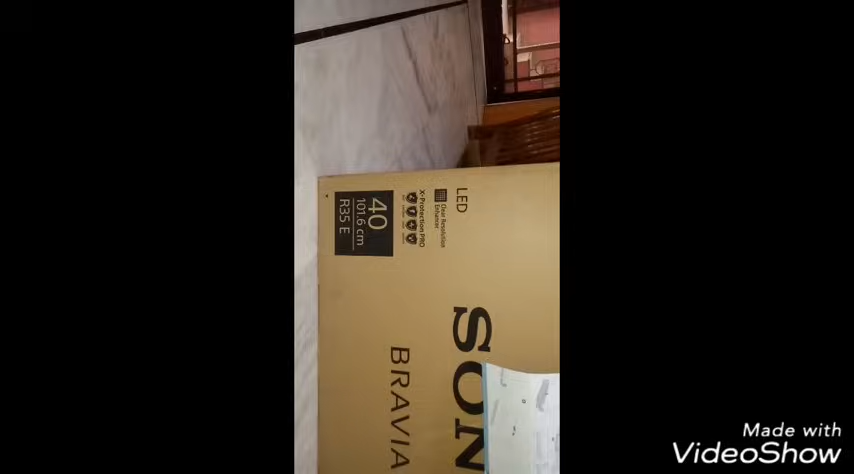 LED
Clear Resolution
Enhancer
X-Protection PRO
40
101.6 cm
R35 E
SON
BRAVIA
Made with
VideoShow